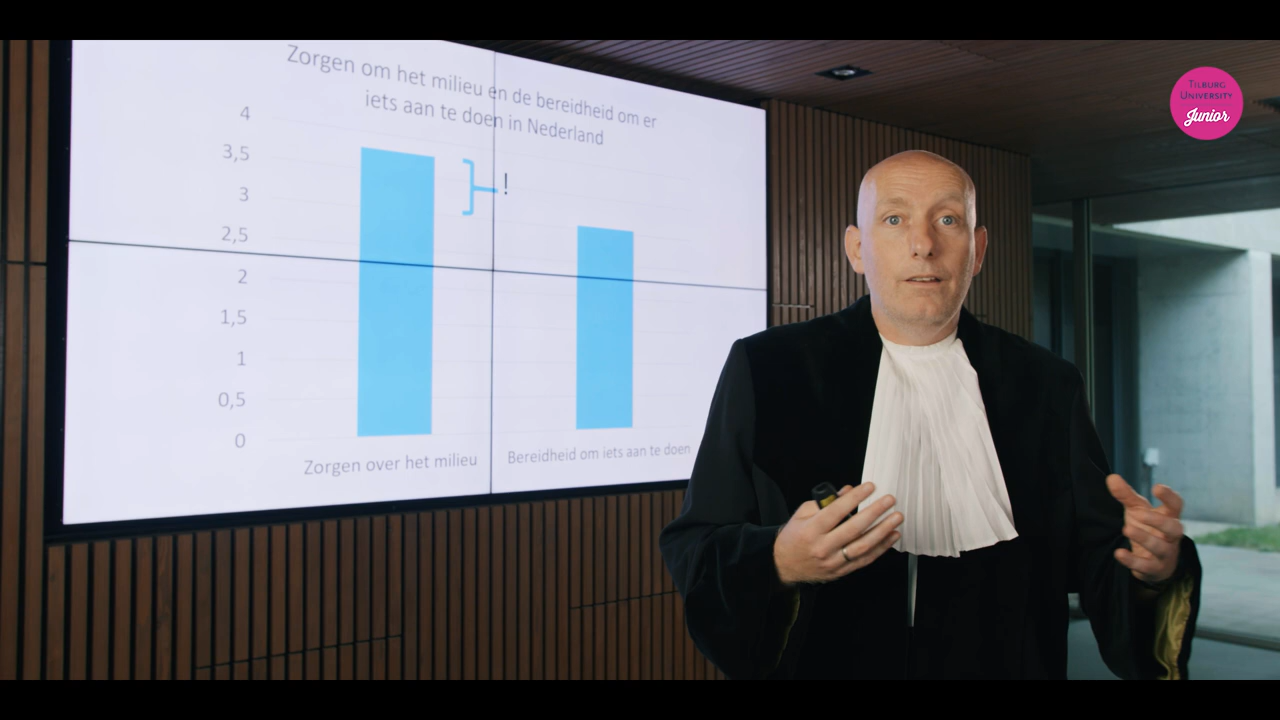 Zorgen om het milieu en de bereidheid om er
iets aan te doen in Nederland
4
3,5
3
2,5
2
1,5
1
0,5
0
!
Zorgen over het milieu
Bereidheid om iets aan te doen
TILBURG
UNIVERSITY
Junior